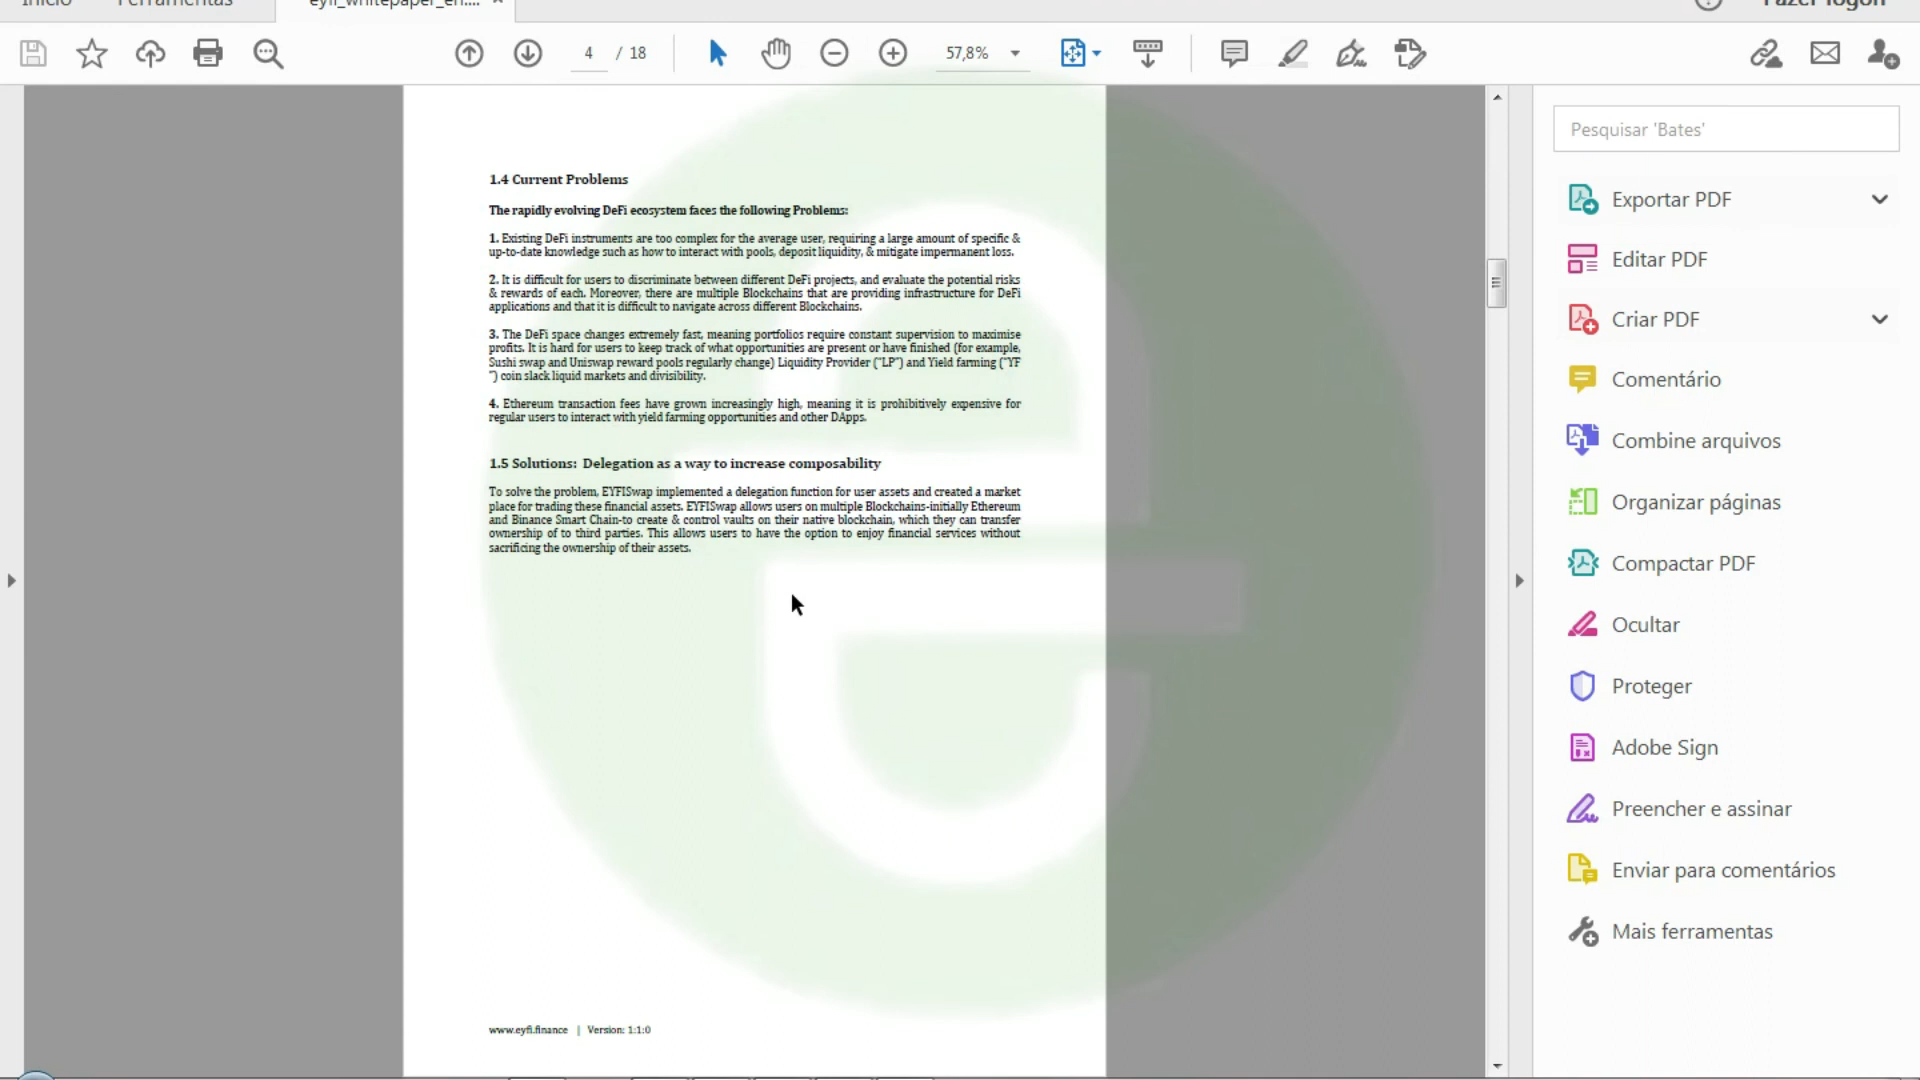 Início Ferramentas eyfi_whitepaper_en.... × Fazer logon
4 / 18 57,8%
Pesquisar 'Bates'
1.4 Current Problems
The rapidly evolving DeFi ecosystem faces the following Problems:
1. Existing DeFi instruments are too complex for the average user, requiring a large amount of specific &
up-to-date knowledge such as how to interact with pools, deposit liquidity, & mitigate impermanent loss.
2. It is difficult for users to discriminate between different DeFi projects, and evaluate the potential risks
& rewards of each. Moreover, there are multiple Blockchains that are providing infrastructure for DeFi
applications and that it is difficult to navigate across different Blockchains.
3. The DeFi space changes extremely fast, meaning portfolios require constant supervision to maximise
profits. It is hard for users to keep track of what opportunities are present or have finished (for example,
Sushi swap and Uniswap reward pools regularly change) Liquidity Provider ("LP") and Yield farming ("YF
") coin slack liquid markets and divisibility.
4. Ethereum transaction fees have grown increasingly high, meaning it is prohibitively expensive for
regular users to interact with yield farming opportunities and other DApps.
1.5 Solutions: Delegation as a way to increase composability
To solve the problem, EYFISwap implemented a delegation function for user assets and created a market
place for trading these financial assets. EYFISwap allows users on multiple Blockchains-initially Ethereum
and Binance Smart Chain-to create & control vaults on their native blockchain, which they can transfer
ownership of to third parties. This allows users to have the option to enjoy financial services without
sacrificing the ownership of their assets.
www.eyfi.finance | Version: 1:1:0
Exportar PDF
Editar PDF
Criar PDF
Comentário
Combine arquivos
Organizar páginas
Compactar PDF
Ocultar
Proteger
Adobe Sign
Preencher e assinar
Enviar para comentários
Mais ferramentas